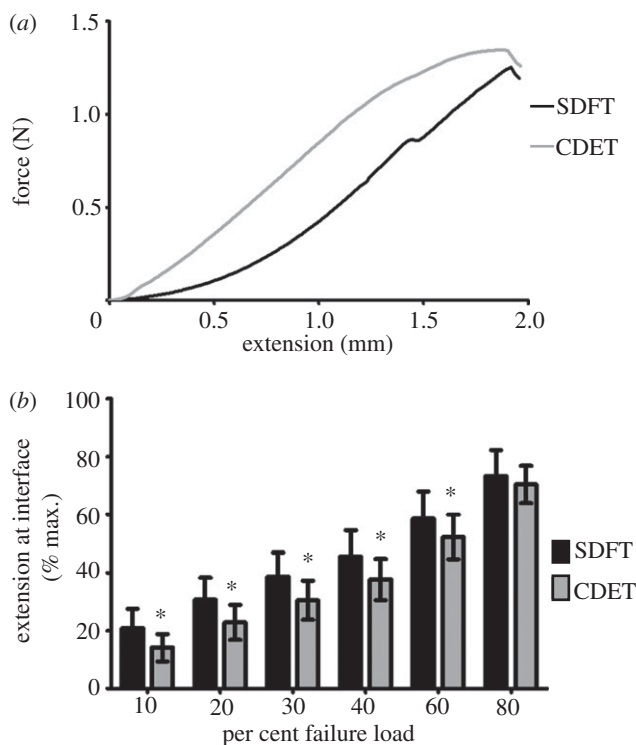 (a)
1.5
1.0
0.5
0
0.5
1.0
1.5
2.0
force (N)
extension (mm)
SDFT
CDET
(b)
100
80
60
40
20
0
* * * * *
10 20 30 40 60 80
extension at interface
(% max.)
per cent failure load
SDFT
CDET